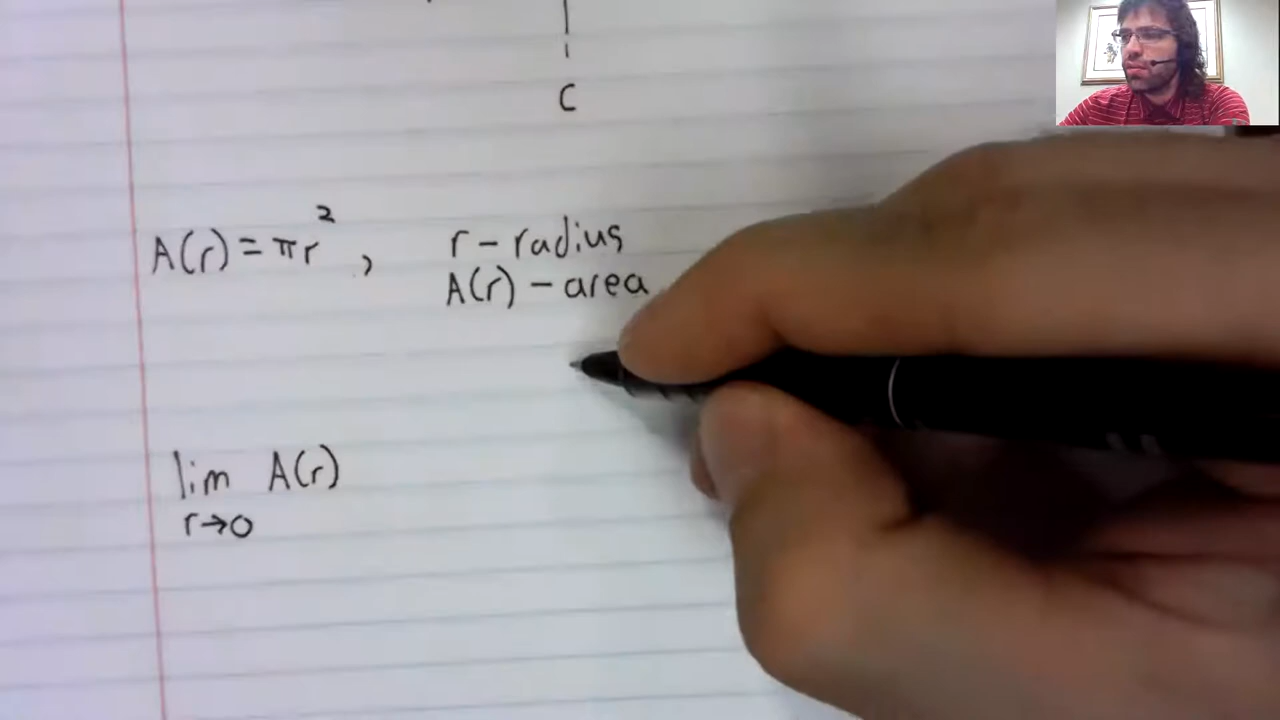 C
A(r) = πr², r – radius
A(r) – area
lim A(r)
r→0